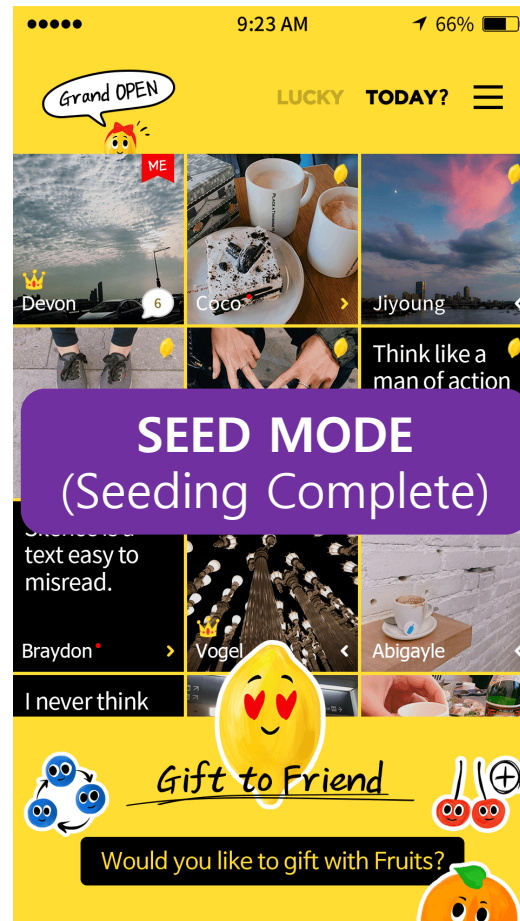 9:23 AM
66%
Grand OPEN
LUCKY
TODAY?
ME
Devon
6
Coco
Jiyoung
Think like a
man of action
SEED MODE
(Seeding Complete)
Silence is a
text easy to
misread.
Braydon
Vogel
Abigayle
I never think
Gift to Friend
Would you like to gift with Fruits?